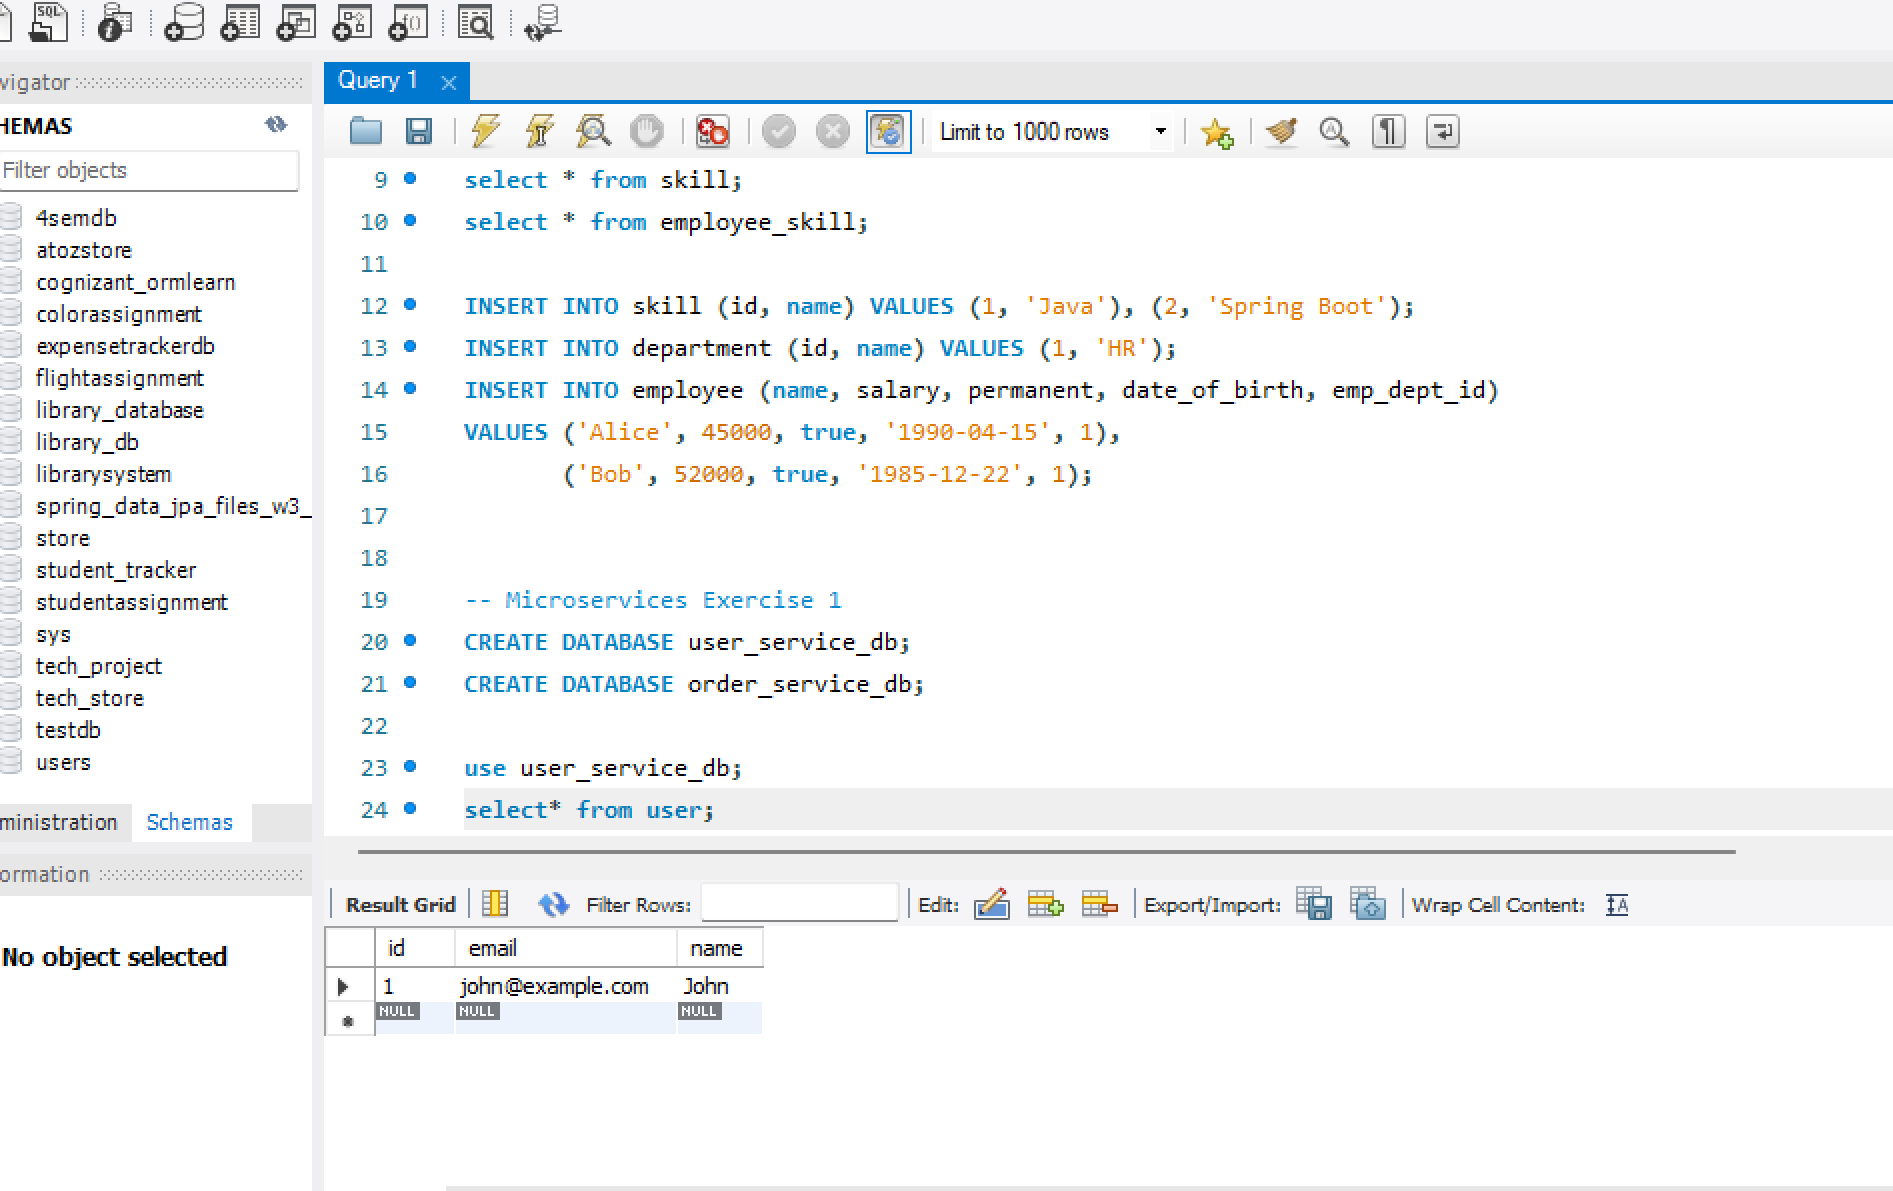 SQL
vigator
HEMAS
Filter objects
4semdb
atozstore
cognizant_ormlearn
colorassignment
expensetrackerdb
flightassignment
library_database
library_db
librarysystem
spring_data_jpa_files_w3_
store
student_tracker
studentassignment
sys
tech_project
tech_store
testdb
users
ministration Schemas
ormation
No object selected
Query 1
Limit to 1000 rows
9 select * from skill;
10 select * from employee_skill;
11
12 INSERT INTO skill (id, name) VALUES (1, 'Java'), (2, 'Spring Boot');
13 INSERT INTO department (id, name) VALUES (1, 'HR');
14 INSERT INTO employee (name, salary, permanent, date_of_birth, emp_dept_id)
15 VALUES ('Alice', 45000, true, '1990-04-15', 1),
16 ('Bob', 52000, true, '1985-12-22', 1);
17
18
19 -- Microservices Exercise 1
20 CREATE DATABASE user_service_db;
21 CREATE DATABASE order_service_db;
22
23 use user_service_db;
24 select* from user;
Result Grid Filter Rows: Edit: Export/Import: Wrap Cell Content: IA
id email name
1 john@example.com John
NULL NULL NULL